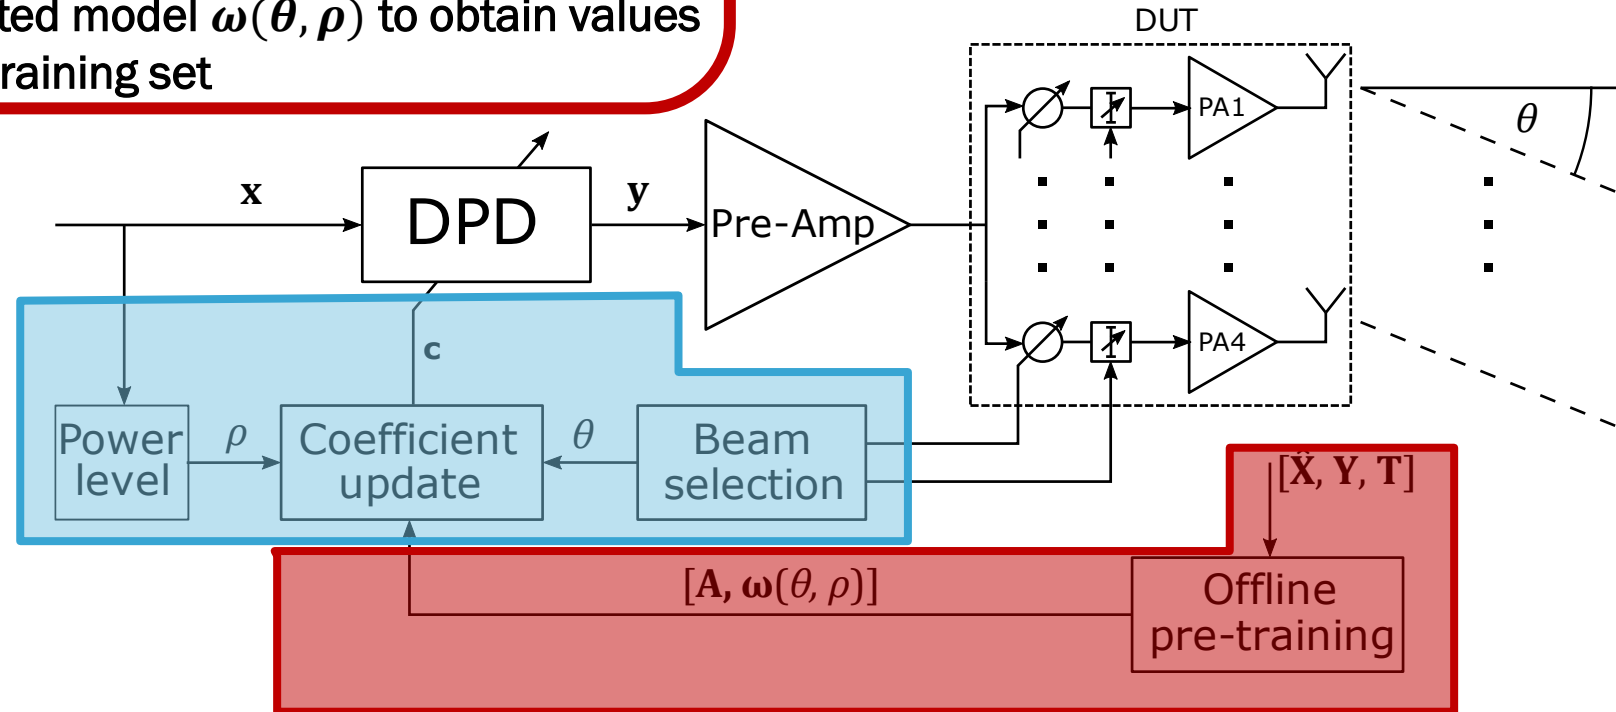 ted model ω(θ, ρ) to obtain values
raining set
DUT
PA1
θ
x
DPD
y
Pre-Amp
c
PA4
Power
level
ρ
Coefficient
update
θ
Beam
selection
[X̂, Y, T]
[A, ω(θ, ρ)]
Offline
pre-training